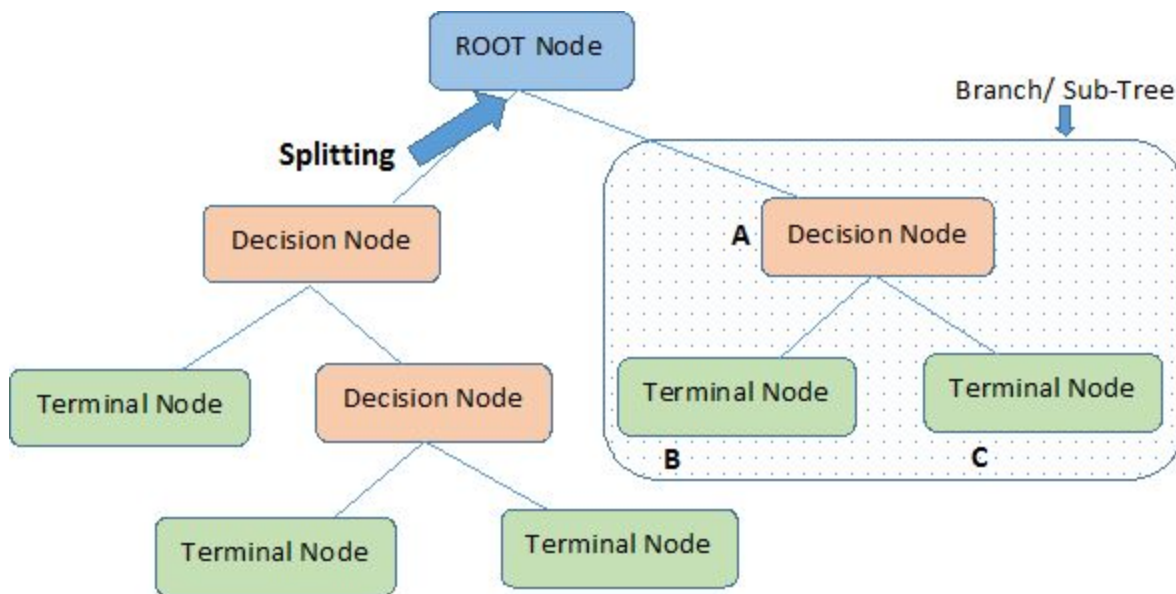 ROOT Node
Branch/ Sub-Tree
Splitting
Decision Node
A
Decision Node
Terminal Node
Decision Node
Terminal Node
Terminal Node
B
C
Terminal Node
Terminal Node